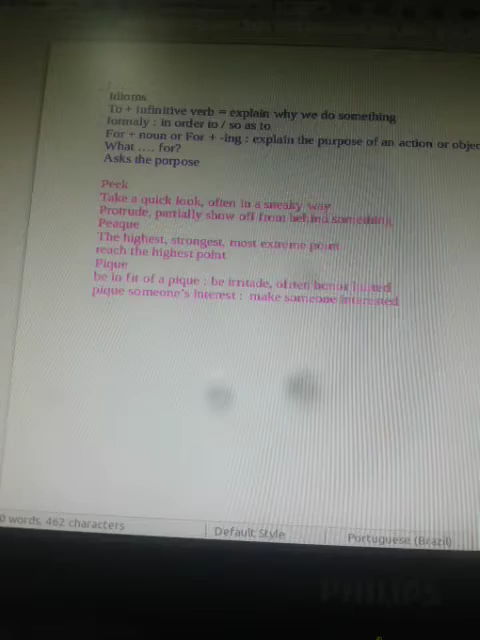 Idioms
To + infinitive verb = explain why we do something
formaly : in order to / so as to
For + noun or For + -ing : explain the purpose of an action or objec
What .... for?
Asks the porpose
Peek
Take a quick look, often in a sneaky way
Protrude, partially show off from behind something
Peaque
The highest, strongest, most extreme point
reach the highest point
Pique
be in fit of a pique : be irritade, often
pique someone's interest : make someone interested
0 words, 462 characters
Default Style
Portuguese (Brazil)
PHILIPS